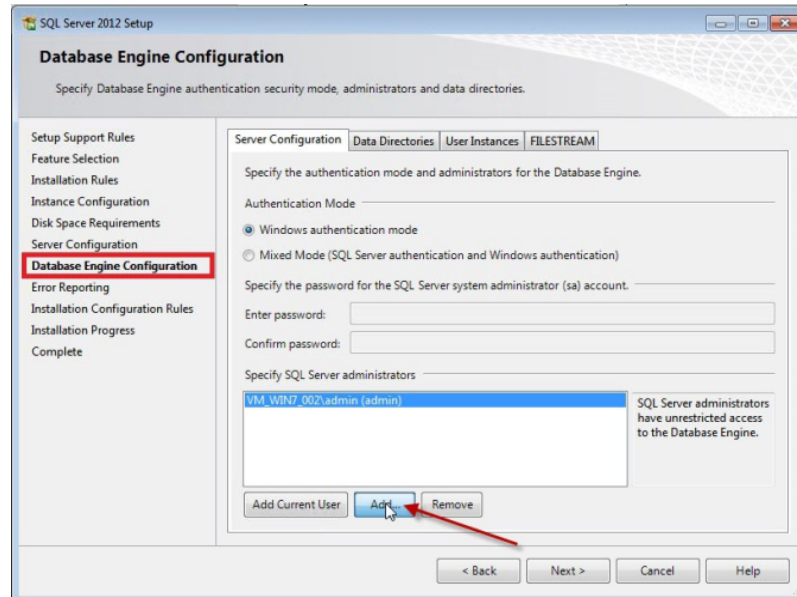 SQL Server 2012 Setup
Database Engine Configuration
Specify Database Engine authentication security mode, administrators and data directories.
Setup Support Rules
Feature Selection
Installation Rules
Instance Configuration
Disk Space Requirements
Server Configuration
Database Engine Configuration
Error Reporting
Installation Configuration Rules
Installation Progress
Complete
Server Configuration Data Directories User Instances FILESTREAM
Specify the authentication mode and administrators for the Database Engine.
Authentication Mode
Windows authentication mode
Mixed Mode (SQL Server authentication and Windows authentication)
Specify the password for the SQL Server system administrator (sa) account.
Enter password:
Confirm password:
Specify SQL Server administrators
VM_WIN7_002\admin (admin)
SQL Server administrators
have unrestricted access
to the Database Engine.
Add Current User Add... Remove
< Back Next > Cancel Help